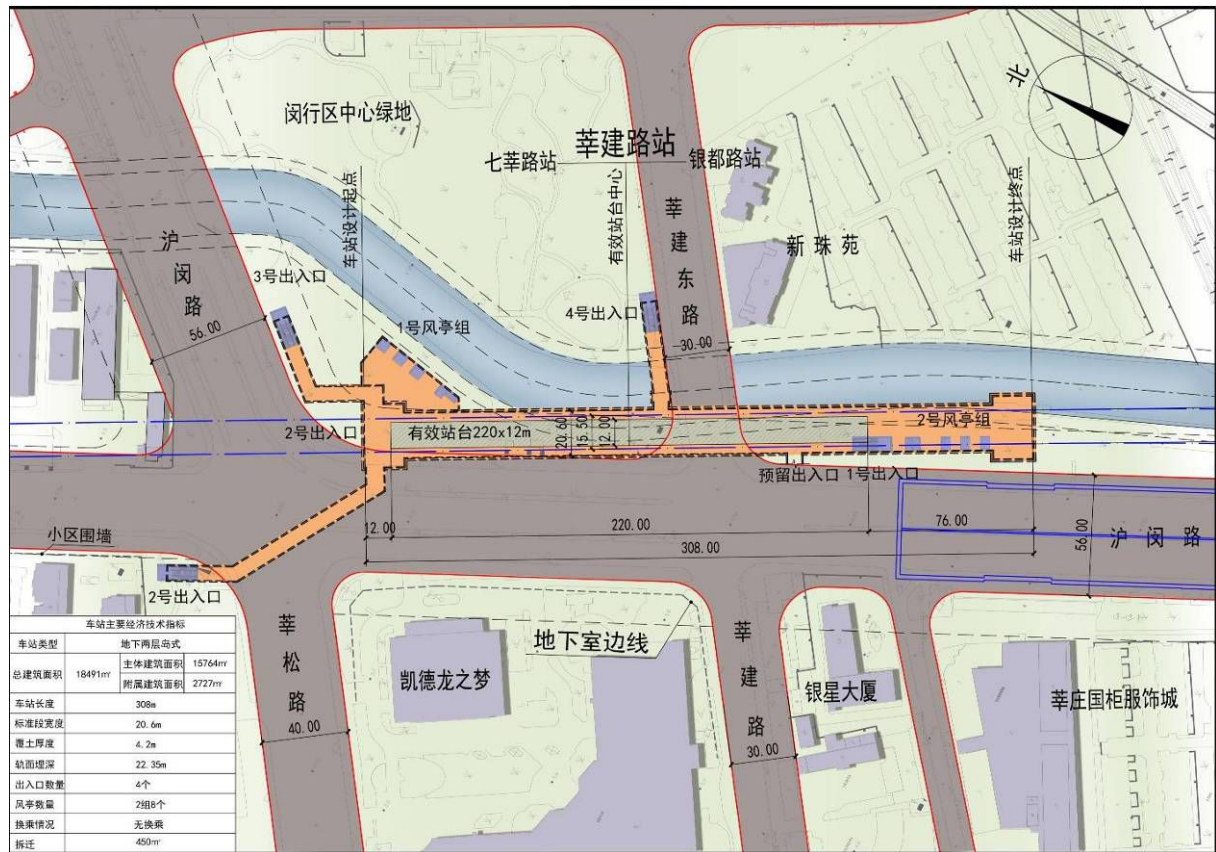 北
闵行区中心绿地
莘建路站
七莘路站
银都路站
车站设计起点
有效站台中心
车站设计终点
莘建东路
新珠苑
沪闵路
56.00
3号出入口
1号风亭组
4号出入口
30.00
2号出入口
有效站台220x12m
20.60
15.50
12.00
2号风亭组
预留出入口
1号出入口
12.00
220.00
76.00
308.00
56.00
沪闵路
小区围墙
2号出入口
莘松路
40.00
凯德龙之梦
地下室边线
莘建路
30.00
银星大厦
莘庄国柜服饰城
车站主要经济技术指标
车站类型 地下两层岛式
总建筑面积 18491㎡ 主体建筑面积 15764㎡
附属建筑面积 2727㎡
车站长度 308m
标准段宽度 20.6m
覆土厚度 4.2m
轨面埋深 22.35m
出入口数量 4个
风亭数量 2组8个
换乘情况 无换乘
拆迁 450㎡